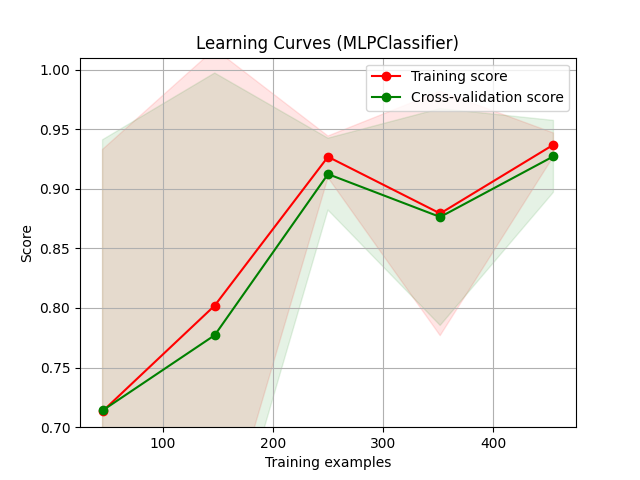 Learning Curves (MLPClassifier)
Training score
Cross-validation score
1.00
0.95
0.90
0.85
0.80
0.75
0.70
Score
100
200
300
400
Training examples